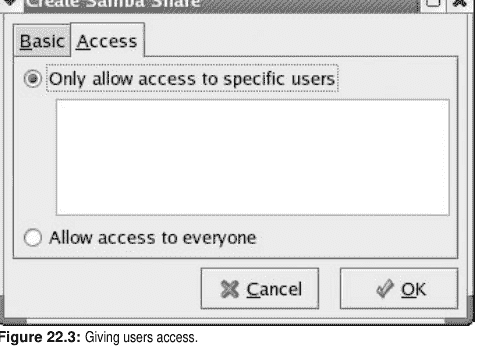 Create Samba Share
Basic Access
Only allow access to specific users
Allow access to everyone
Cancel OK
Figure 22.3: Giving users access.